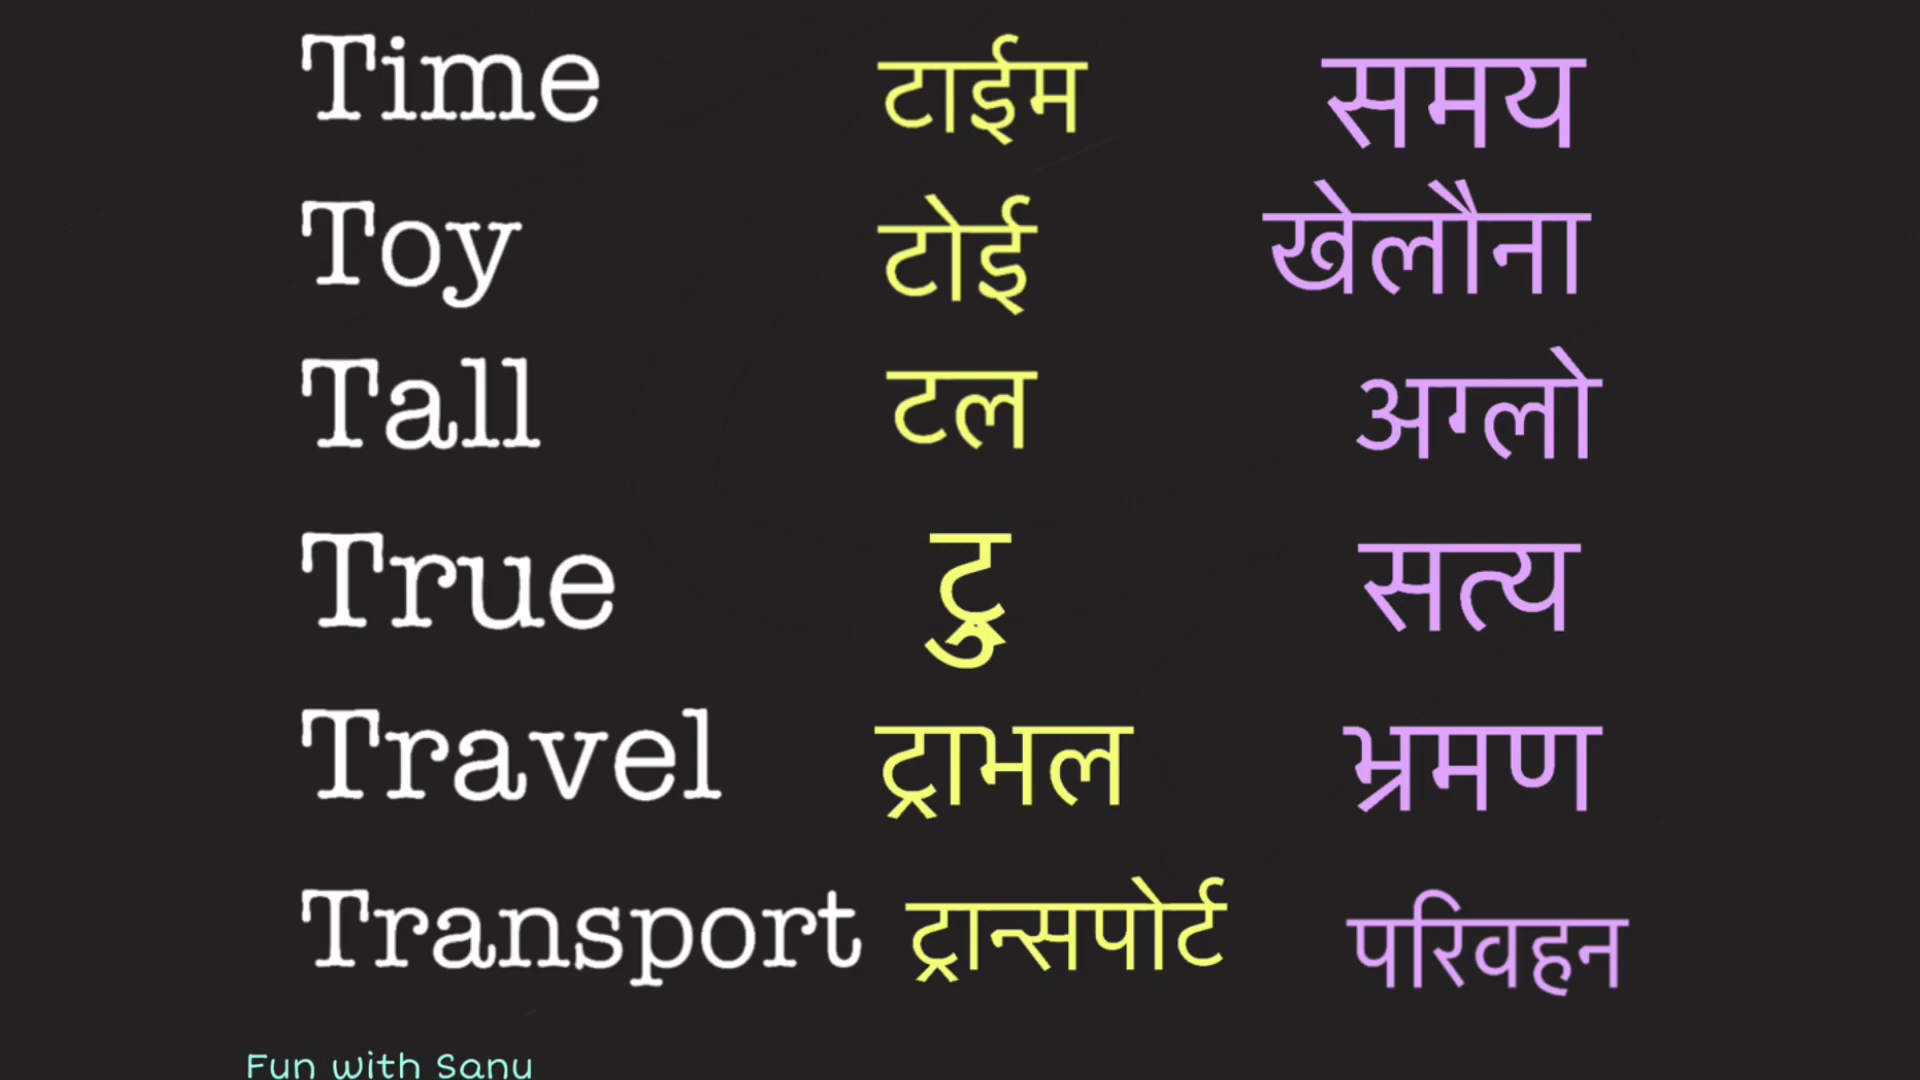 Time टाईम समय
Toy टोई खेलौना
Tall टल अग्लो
True ट्रु सत्य
Travel ट्राभल भ्रमण
Transport ट्रान्सपोर्ट परिवहन
Fun with Sanu